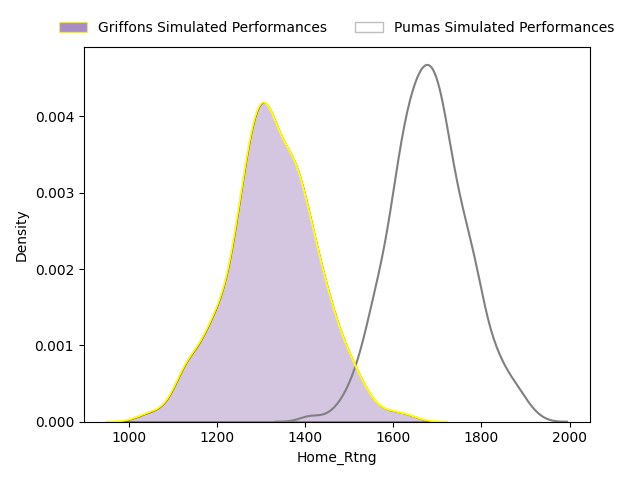 Griffons Simulated Performances
Pumas Simulated Performances
0.004
0.003
0.002
0.001
0.000
Density
1000 1200 1400 1600 1800 2000
Home_Rtng